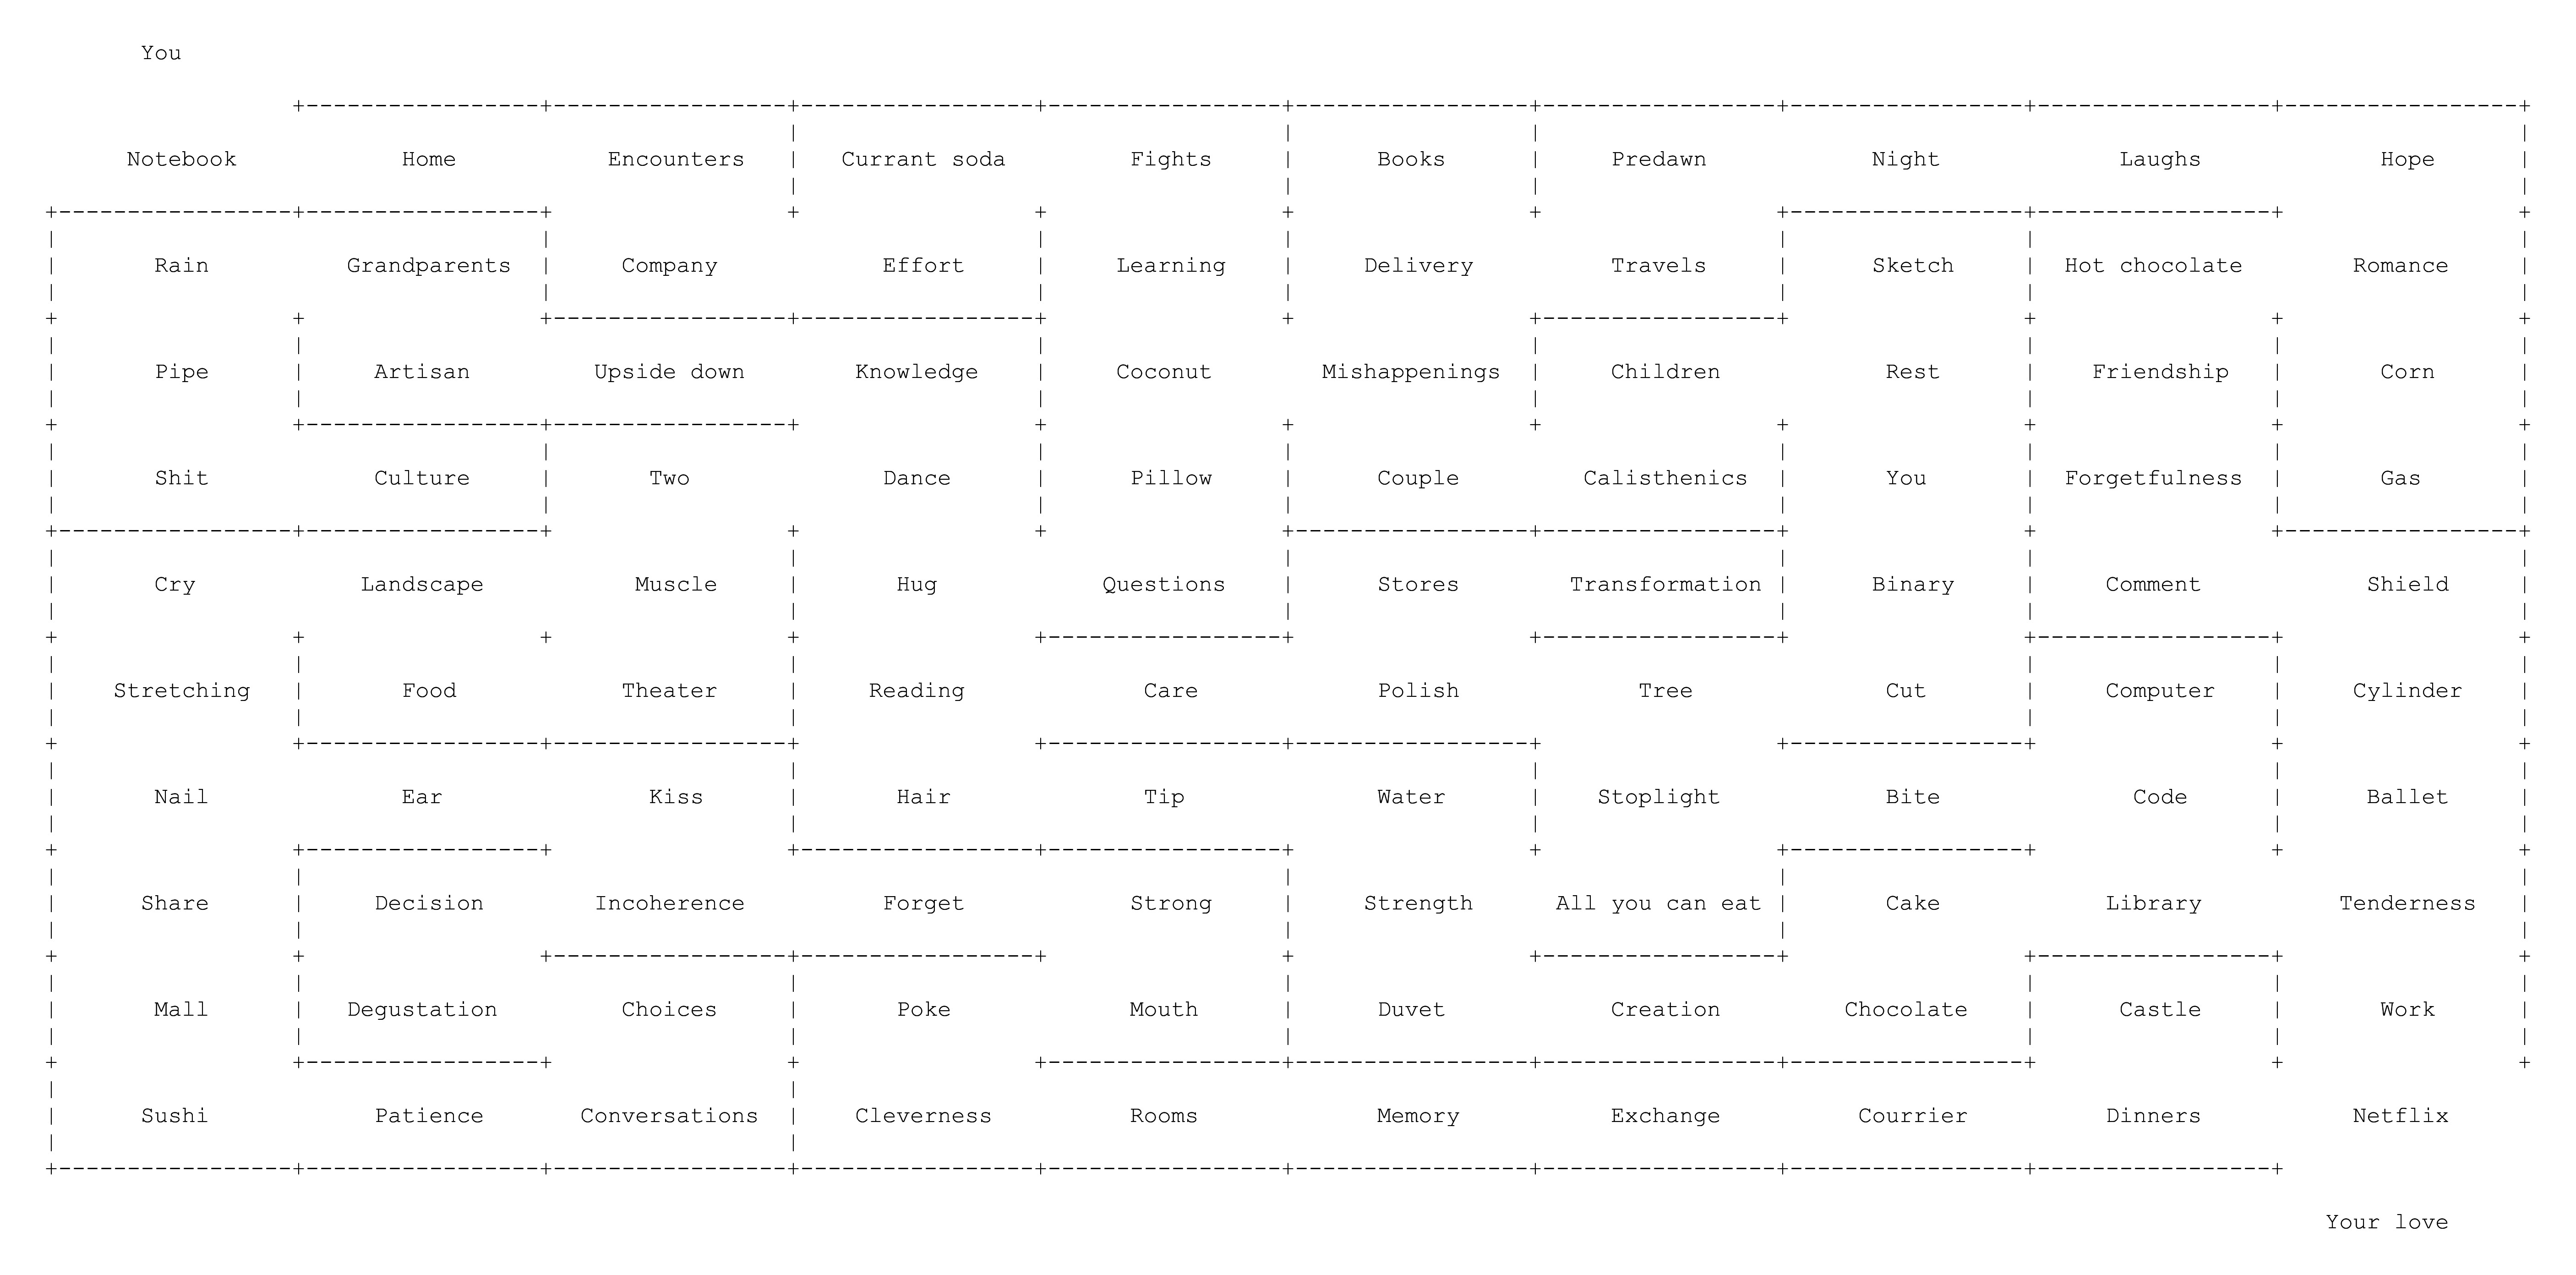 You
Notebook Home Encounters Currant soda Fights Books Predawn Night Laughs Hope
Rain Grandparents Company Effort Learning Delivery Travels Sketch Hot chocolate Romance
Pipe Artisan Upside down Knowledge Coconut Mishappenings Children Rest Friendship Corn
Shit Culture Two Dance Pillow Couple Calisthenics You Forgetfulness Gas
Cry Landscape Muscle Hug Questions Stores Transformation Binary Comment Shield
Stretching Food Theater Reading Care Polish Tree Cut Computer Cylinder
Nail Ear Kiss Hair Tip Water Stoplight Bite Code Ballet
Share Decision Incoherence Forget Strong Strength All you can eat Cake Library Tenderness
Mall Degustation Choices Poke Mouth Duvet Creation Chocolate Castle Work
Sushi Patience Conversations Cleverness Rooms Memory Exchange Courrier Dinners Netflix
Your love